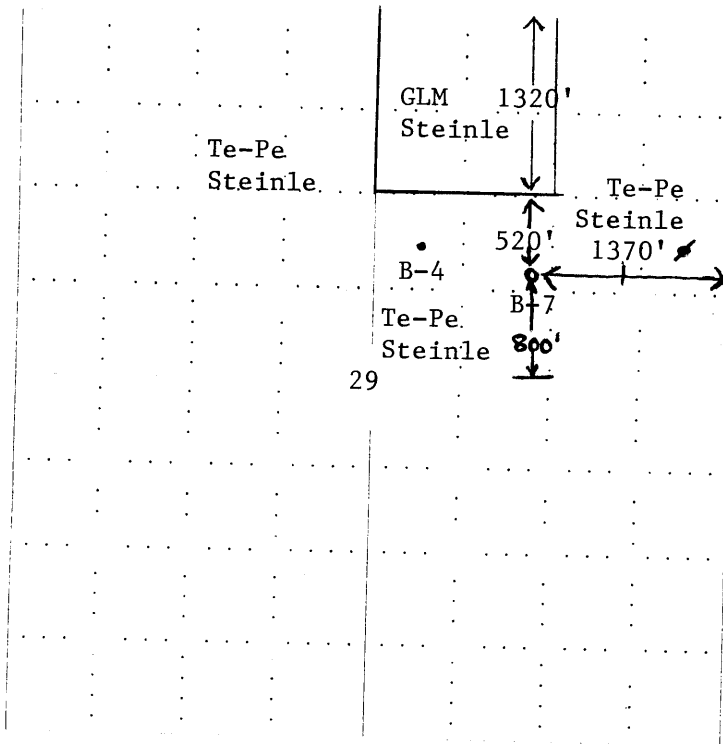 GLM 1320'
Steinle
Te-Pe
Steinle
Te-Pe
Steinle
520'
1370'
B-4
B-7
Te-Pe
Steinle
800'
29